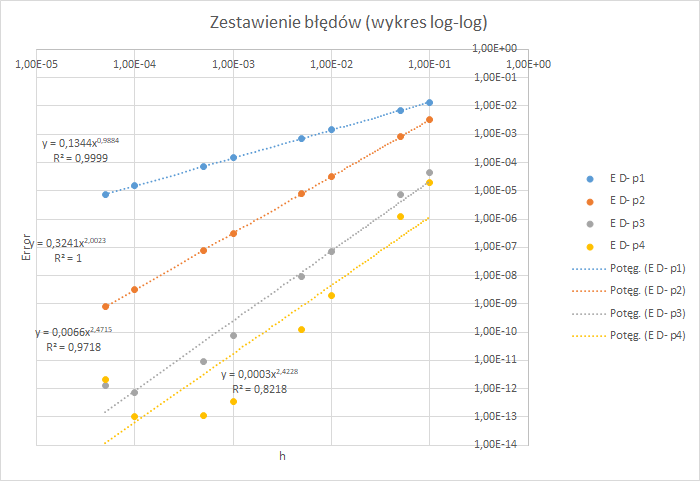 Zestawienie błędów (wykres log-log)
1,00E-05 1,00E-04 1,00E-03 1,00E-02 1,00E-01 1,00E+00
1,00E+00
1,00E-01
1,00E-02
1,00E-03
1,00E-04
1,00E-05
1,00E-06
1,00E-07
1,00E-08
1,00E-09
1,00E-10
1,00E-11
1,00E-12
1,00E-13
1,00E-14
y = 0,1344x^0,9884
R² = 0,9999
y = 0,3241x^2,0023
R² = 1
y = 0,0066x^2,4715
R² = 0,9718
y = 0,0003x^2,4228
R² = 0,8218
Error
h
E D- p1
E D- p2
E D- p3
E D- p4
Potęg. (E D- p1)
Potęg. (E D- p2)
Potęg. (E D- p3)
Potęg. (E D- p4)